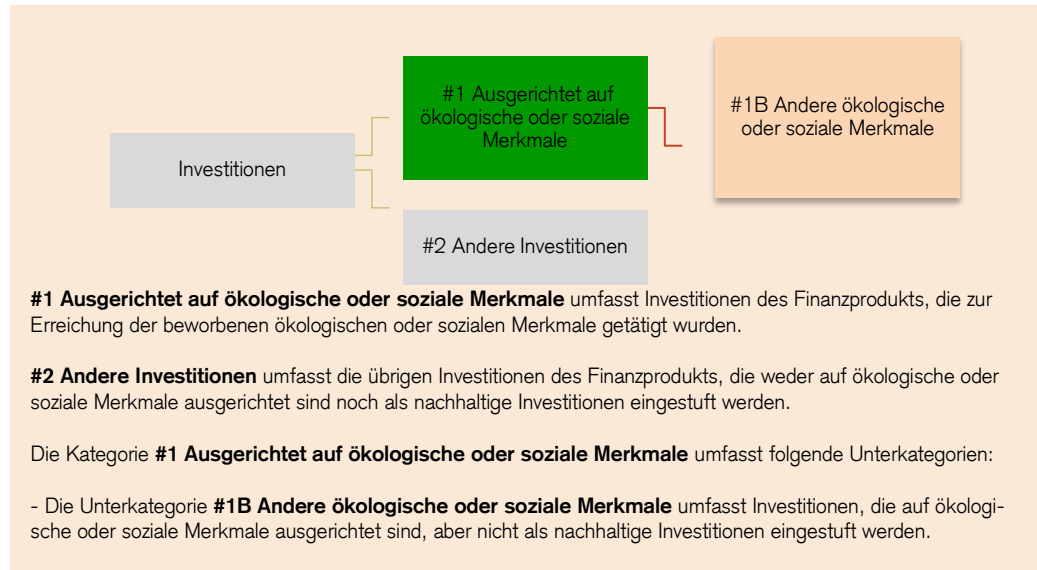 #1 Ausgerichtet auf
ökologische oder soziale
Merkmale
#1B Andere ökologische
oder soziale Merkmale
Investitionen
#2 Andere Investitionen
#1 Ausgerichtet auf ökologische oder soziale Merkmale umfasst Investitionen des Finanzprodukts, die zur
Erreichung der beworbenen ökologischen oder sozialen Merkmale getätigt wurden.
#2 Andere Investitionen umfasst die übrigen Investitionen des Finanzprodukts, die weder auf ökologische oder
soziale Merkmale ausgerichtet sind noch als nachhaltige Investitionen eingestuft werden.
Die Kategorie #1 Ausgerichtet auf ökologische oder soziale Merkmale umfasst folgende Unterkategorien:
- Die Unterkategorie #1B Andere ökologische oder soziale Merkmale umfasst Investitionen, die auf ökologi-
sche oder soziale Merkmale ausgerichtet sind, aber nicht als nachhaltige Investitionen eingestuft werden.